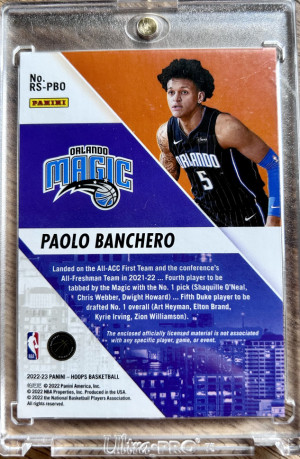 No.
RS-PBO
PANINI
ORLANDO
MAGIC
ORLANDO
5
PAOLO BANCHERO
Landed on the All-ACC First Team and the conference's
All-Freshman Team in 2021-22 ... Fourth player to be
tabbed by the Magic with the No. 1 pick (Shaquille O'Neal,
Chris Webber, Dwight Howard) ... Fifth Duke player to be
drafted No. 1 overall (Art Heyman, Elton Brand,
Kyrie Irving, Zion Williamson).
The enclosed officially licensed material is not associated
with any specific player, game, or event.
2022-23 PANINI – HOOPS BASKETBALL
© 2022 Panini America, Inc.
© 2022 NBA Properties, Inc. Produced in the USA.
© 2022 the National Basketball Players Association.
All rights reserved.
Ultra·PRO